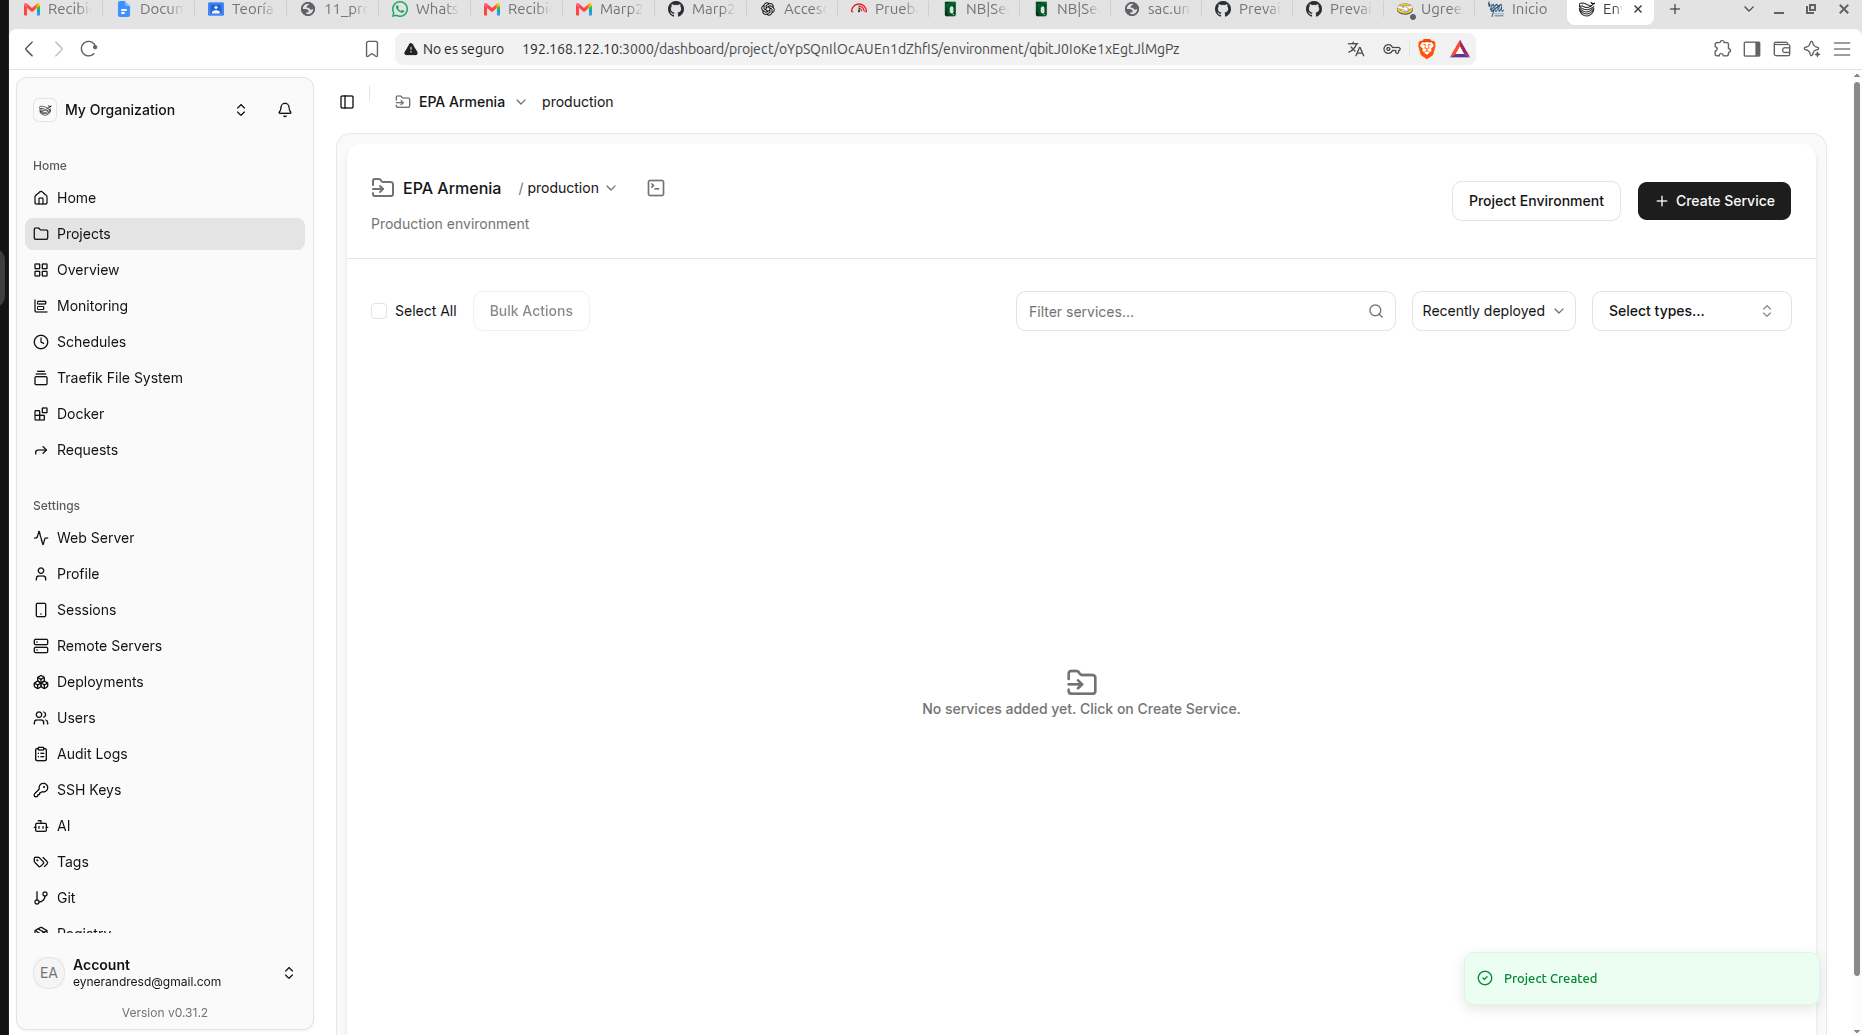 Recibi
Docun
Teoría
11_pr
Whats
Recibi
Marp2
Marp2
Acces
Prueb
NB|Se
NB|Se
sac.un
Prevai
Prevai
Ugree
Inicio
En
No es seguro
192.168.122.10:3000/dashboard/project/oYpSQnIlOcAUEn1dZhfIS/environment/qbitJ0IoKe1xEgtJlMgPz
My Organization
EPA Armenia
production
Home
Home
Projects
Overview
Monitoring
Schedules
Traefik File System
Docker
Requests
Settings
Web Server
Profile
Sessions
Remote Servers
Deployments
Users
Audit Logs
SSH Keys
AI
Tags
Git
Registry
EA
Account
eynerandresd@gmail.com
Version v0.31.2
EPA Armenia / production
Production environment
Project Environment
Create Service
Select All
Bulk Actions
Filter services...
Recently deployed
Select types...
No services added yet. Click on Create Service.
Project Created